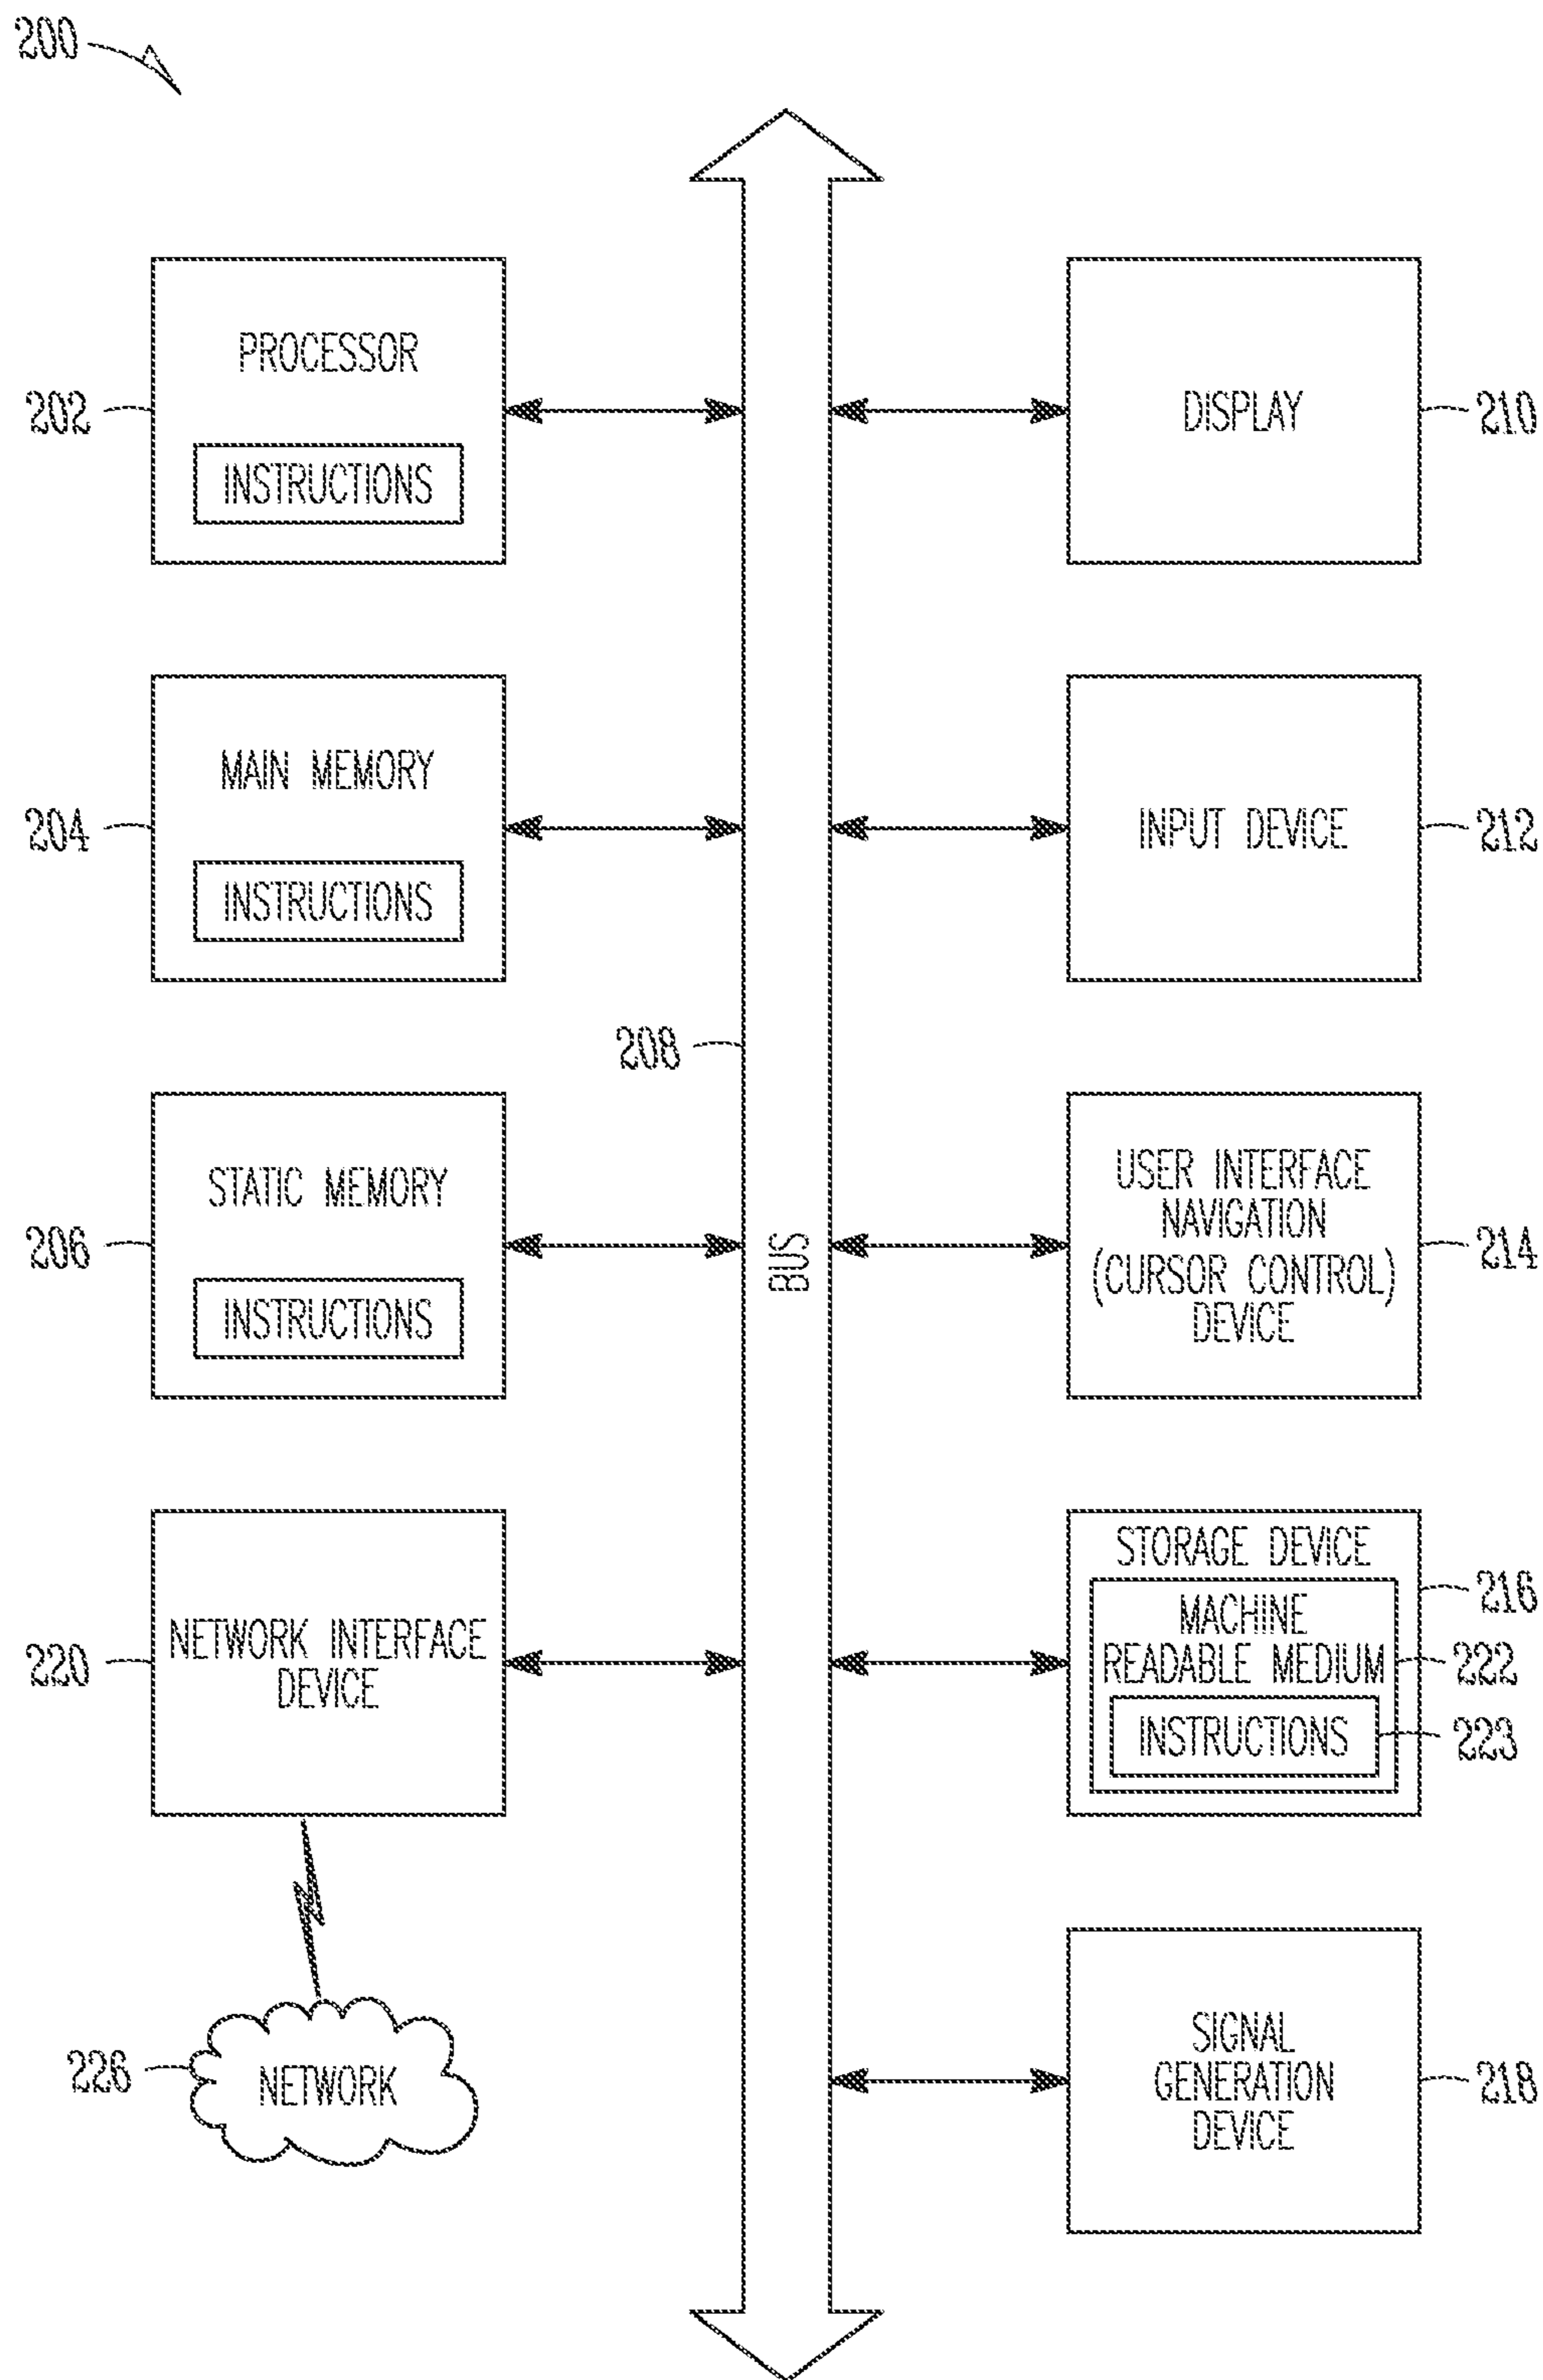 200
PROCESSOR
202
INSTRUCTIONS
DISPLAY
210
MAIN MEMORY
204
INSTRUCTIONS
INPUT DEVICE
212
208
BUS
STATIC MEMORY
206
INSTRUCTIONS
USER INTERFACE
NAVIGATION
(CURSOR CONTROL)
DEVICE
214
NETWORK INTERFACE
DEVICE
220
STORAGE DEVICE
216
MACHINE
READABLE MEDIUM
222
INSTRUCTIONS
223
NETWORK
226
SIGNAL
GENERATION
DEVICE
218